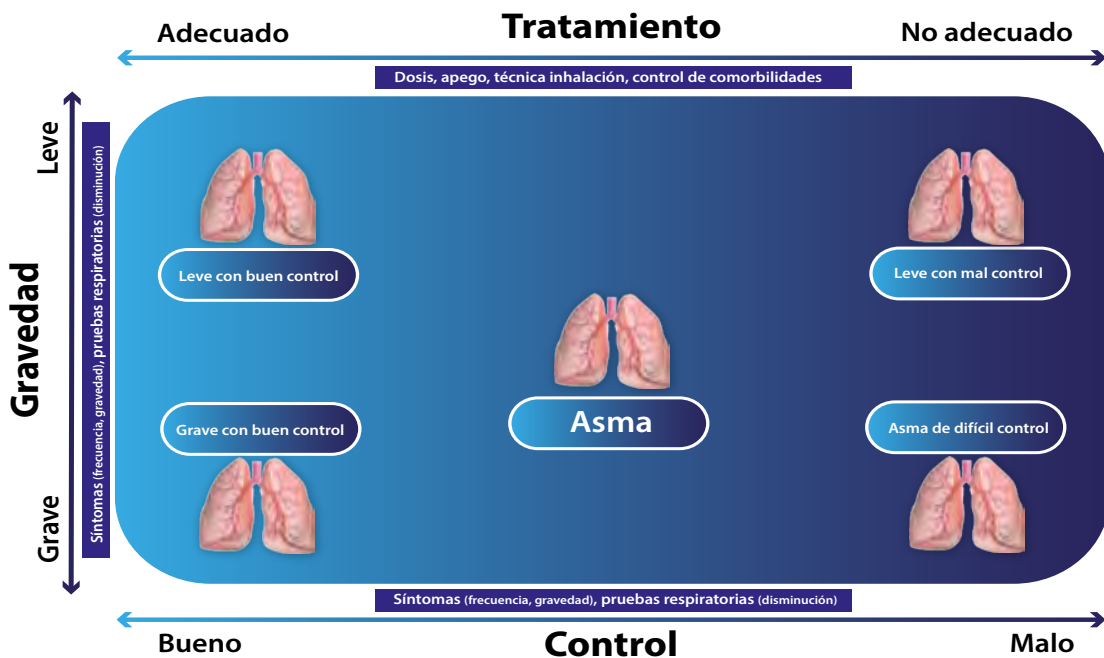 Adecuado
Tratamiento
No adecuado
Dosis, apego, técnica inhalación, control de comorbilidades
Gravedad
Leve
Síntomas (frecuencia, gravedad), pruebas respiratorias (disminución)
Grave
Leve con buen control
Leve con mal control
Asma
Grave con buen control
Asma de difícil control
Síntomas (frecuencia, gravedad), pruebas respiratorias (disminución)
Bueno
Control
Malo